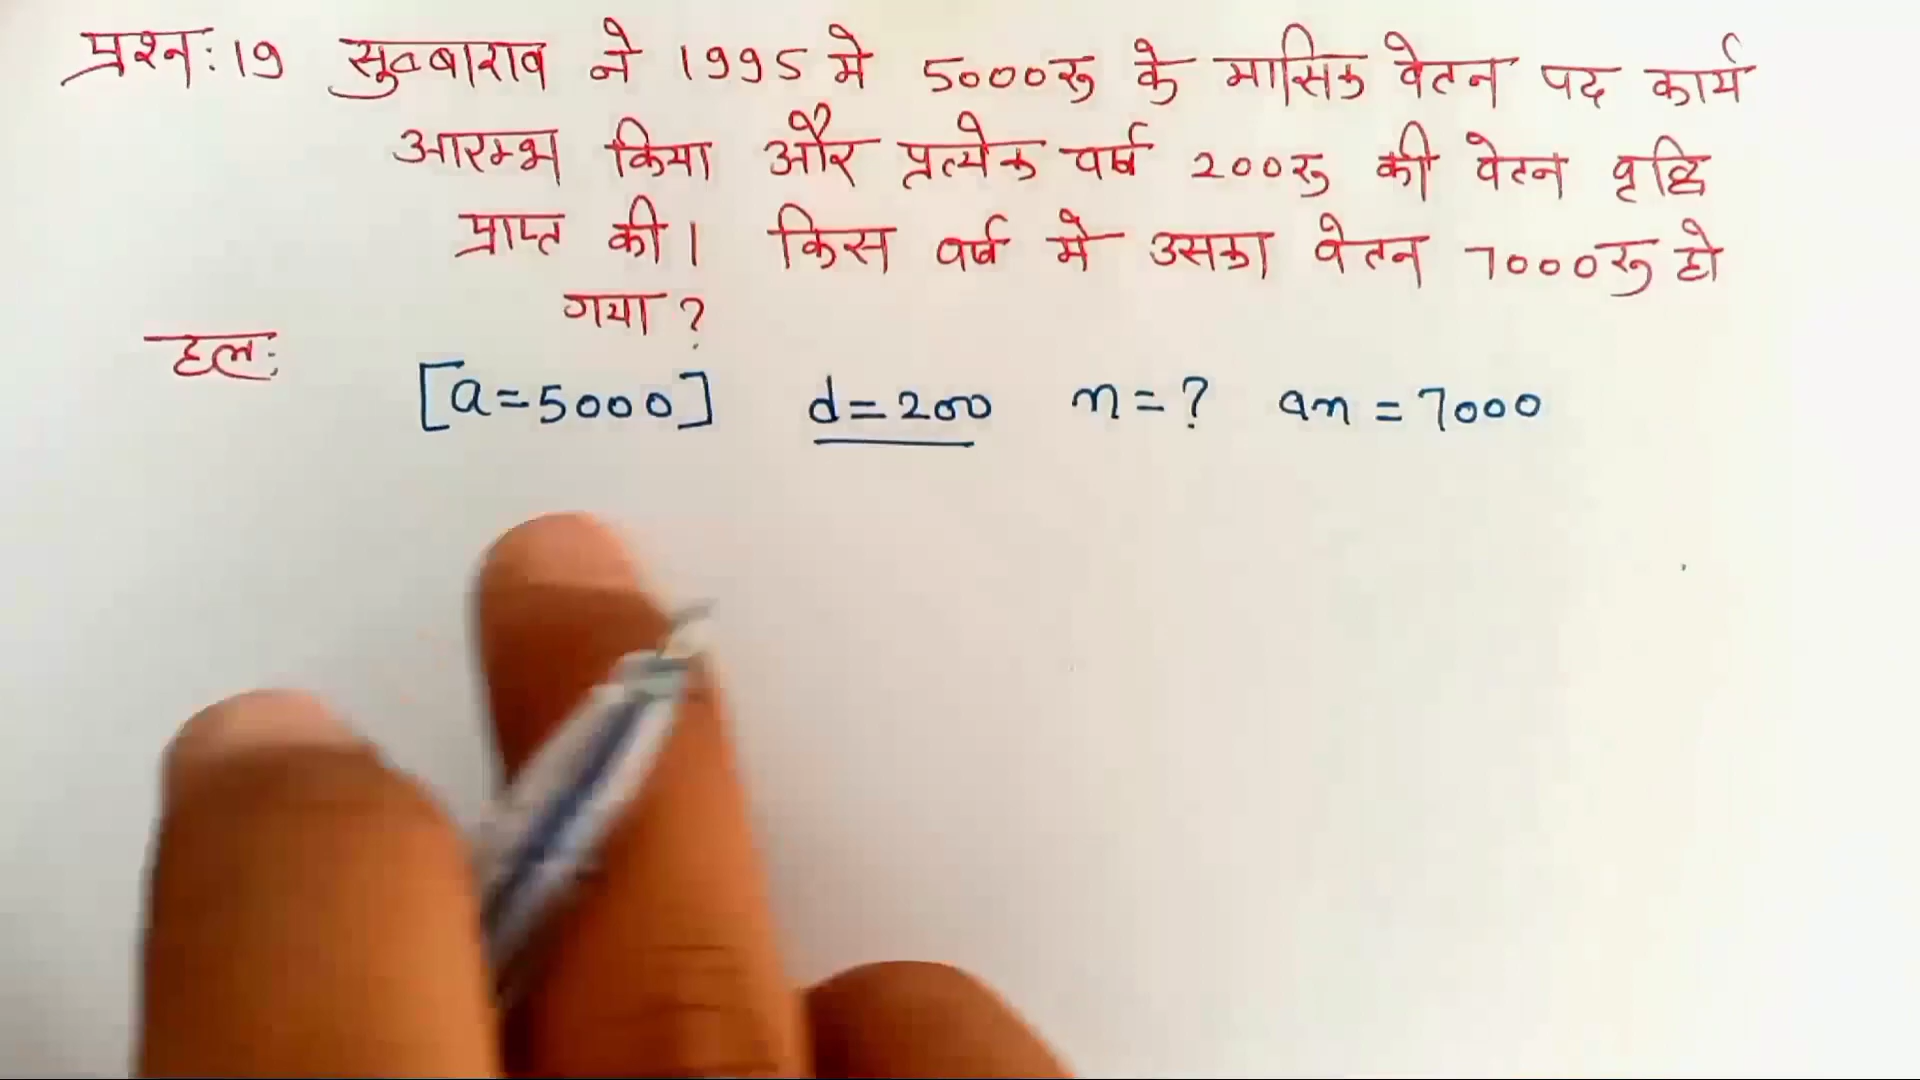 प्रश्न: 19 सुब्बाराव ने 1995 मे 5000रु के मासिक वेतन पद कार्य
आरम्भ किया और प्रत्येक वर्ष 200रु की वेतन वृद्धि
प्राप्त की। किस वर्ष मे उसका वेतन 7000रु हो
गया ?
हल:
[a=5000] d=200 n=? an=7000